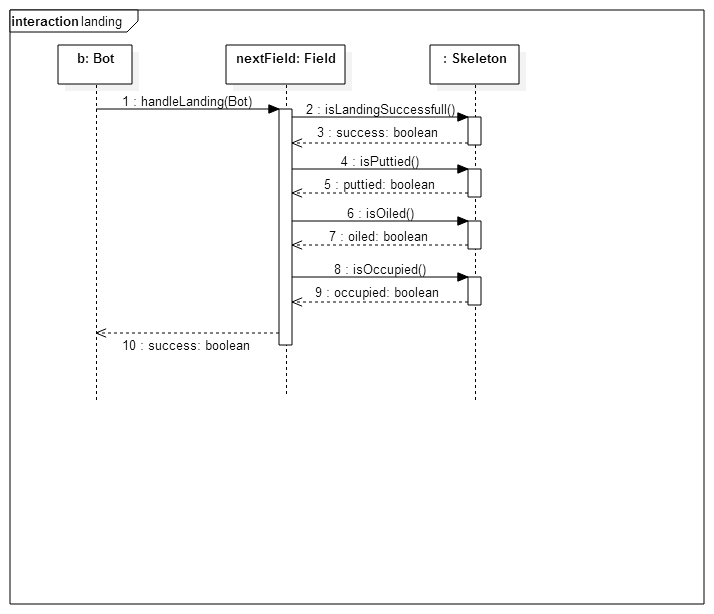 interaction landing
b: Bot
nextField: Field
: Skeleton
1 : handleLanding(Bot)
2 : isLandingSuccessfull()
3 : success: boolean
4 : isPuttied()
5 : puttied: boolean
6 : isOiled()
7 : oiled: boolean
8 : isOccupied()
9 : occupied: boolean
10 : success: boolean